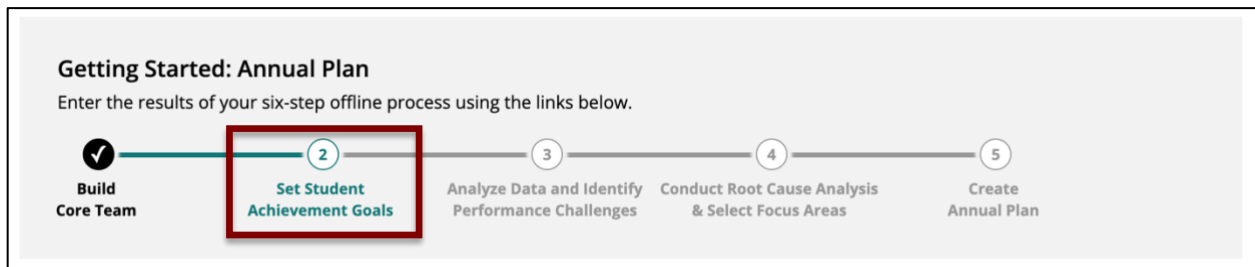 Getting Started: Annual Plan
Enter the results of your six-step offline process using the links below.
2
3
4
5
Build
Core Team
Set Student
Achievement Goals
Analyze Data and Identify
Performance Challenges
Conduct Root Cause Analysis
& Select Focus Areas
Create
Annual Plan